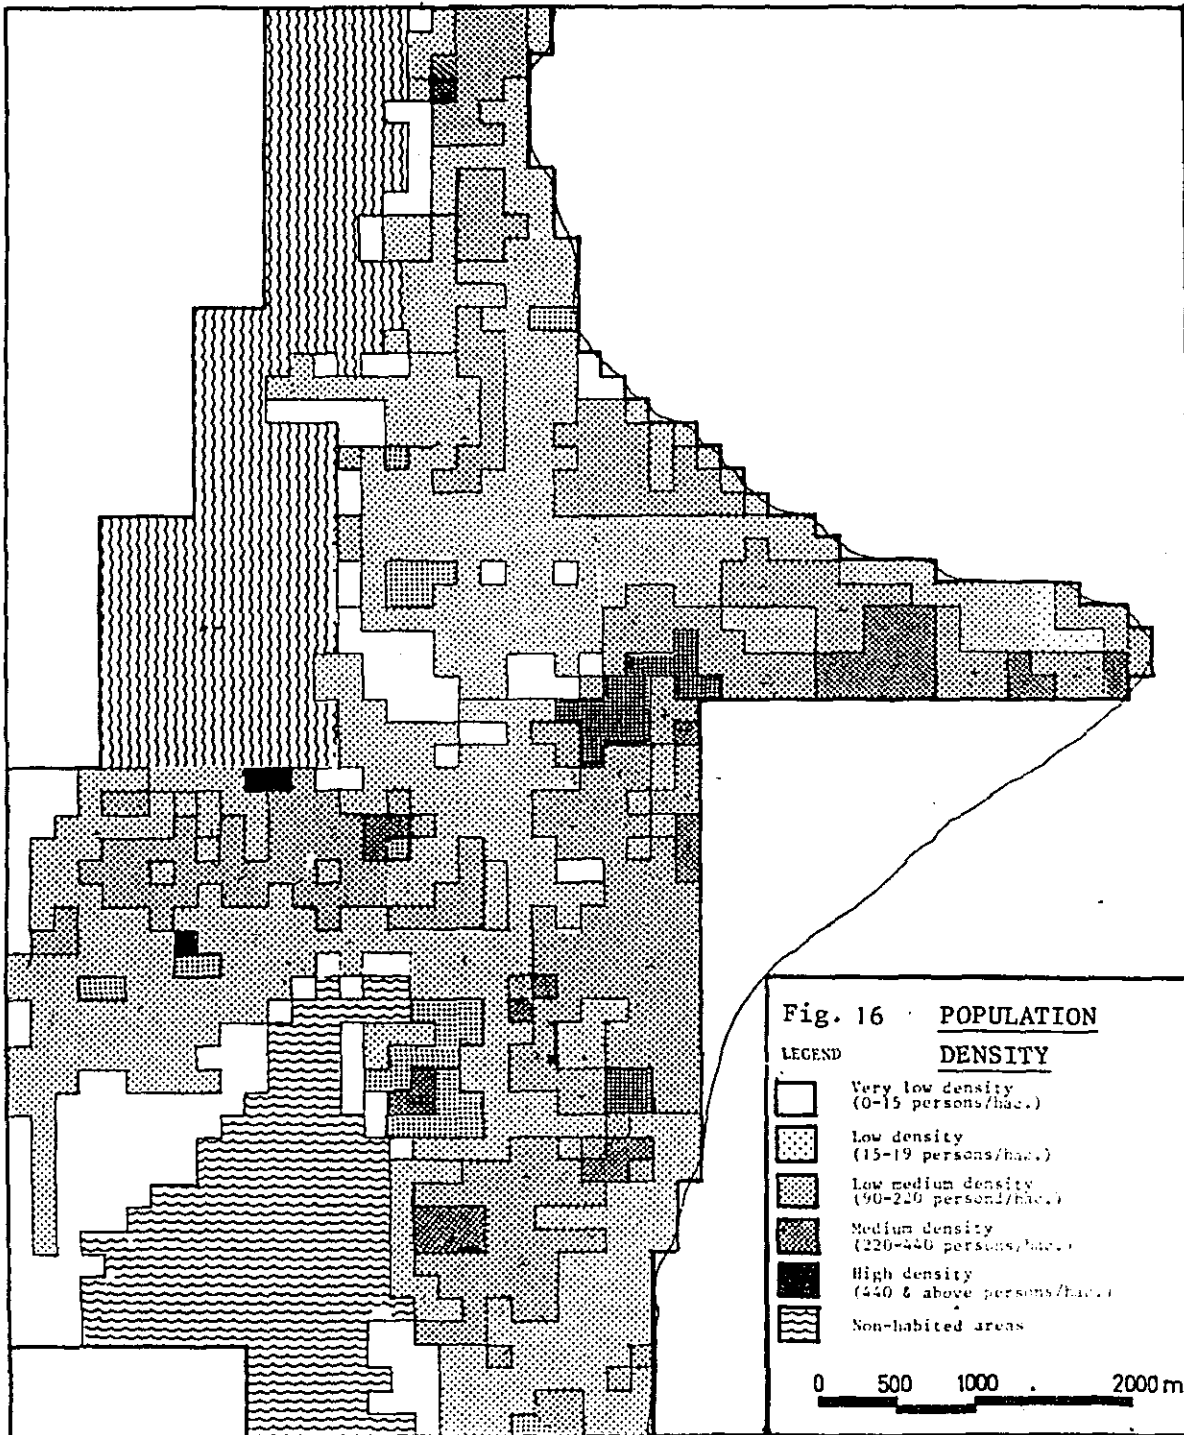 Fig. 16 POPULATION
LEGEND DENSITY
Very low density
(0-15 persons/hac.)
Low density
(15-19 persons/hac.)
Low medium density
(90-220 persond/hac.)
Medium density
(220-440 persons/hac.)
High density
(440 & above persons/hac.)
Non-habited areas
0 500 1000 2000 m